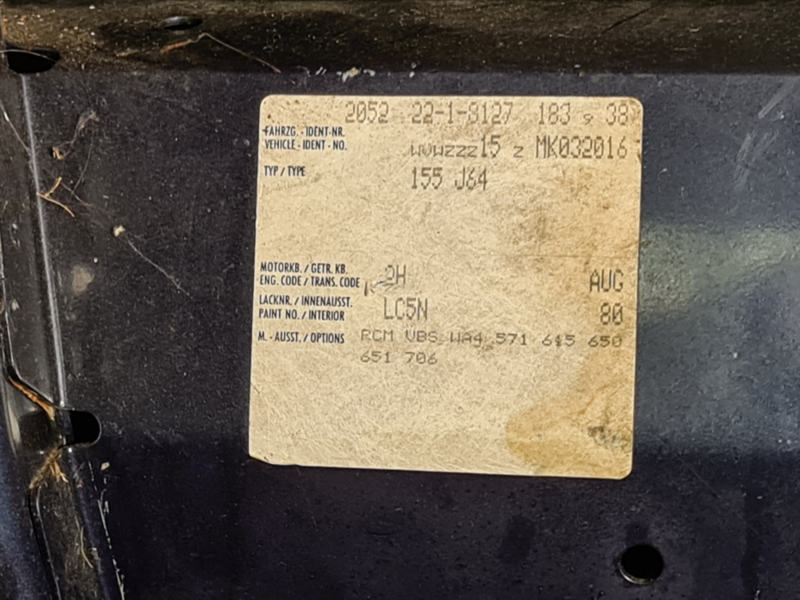 2052 22-1-8127 183 9 38
FAHRZG. - IDENT-NR.
VEHICLE - IDENT - NO. WVWZZZ15 Z MK032016
TYP / TYPE 155 J64
MOTORKB. / GETR. KB.
ENG. CODE / TRANS. CODE 2H AUG
LACKNR. / INNENAUSST.
PAINT NO. / INTERIOR LC5N 80
M. - AUSST. / OPTIONS RCM VBS WA4 571 615 650
651 706